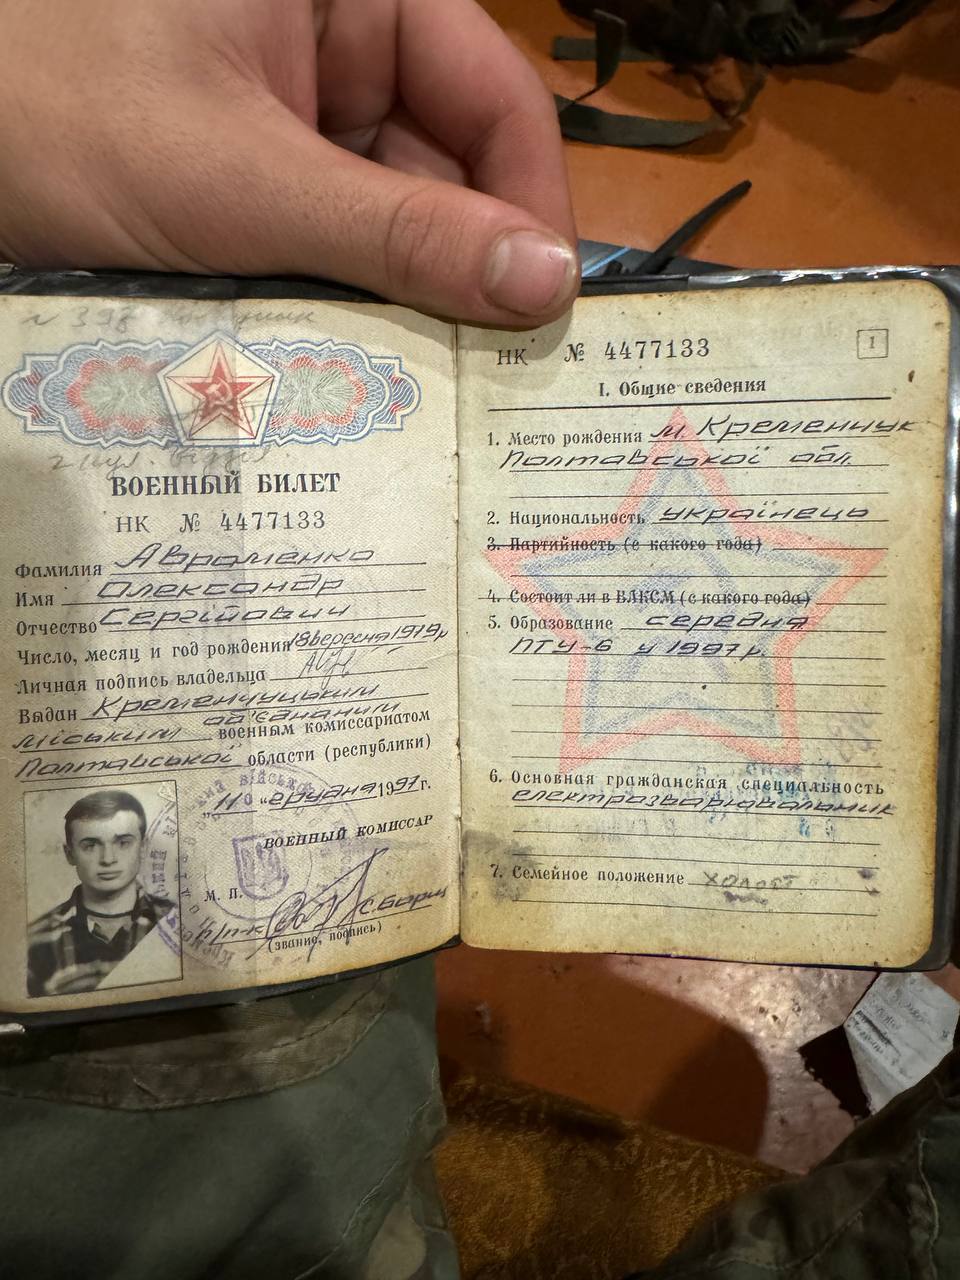 № 398
ВОЕННЫЙ БИЛЕТ
НК № 4477133
Фамилия Авраменко
Имя Олександр
Отчество Сергійович
Число, месяц и год рождения 18 вересня 1979р
Личная подпись владельца
Выдан Кременчуцьким
об'єднаним
міським военным комиссариатом
Полтавської области (республики)
"11" грудня 1997 г.
ВОЕННЫЙ КОМИССАР
М. П.
п/п-к
(звание, подпись)
НК № 4477133
1
I. Общие сведения
1. Место рождения м. Кременчук
Полтавської обл.
2. Национальность українець
3. Партийность (с какого года)
4. Состоит ли в ВЛКСМ (с какого года)
5. Образование середня
ПТУ-6 у 1997 р.
6. Основная гражданская специальность
електрозварювальник
7. Семейное положение холост